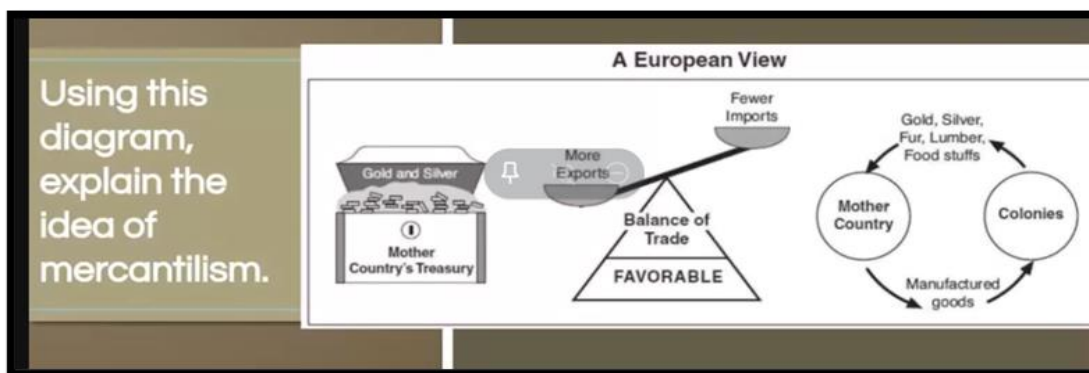 Using this
diagram,
explain the
idea of
mercantilism.
A European View
Gold and Silver
Mother
Country's Treasury
More
Exports
Fewer
Imports
Balance of
Trade
FAVORABLE
Gold, Silver,
Fur, Lumber,
Food stuffs
Mother
Country
Colonies
Manufactured
goods